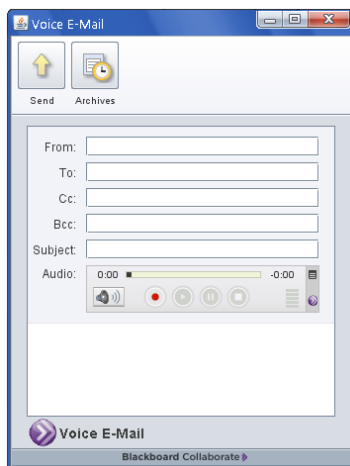 Voice E-Mail
Send Archives
From:
To:
Cc:
Bcc:
Subject:
Audio: 0:00 -0:00
Voice E-Mail
Blackboard Collaborate